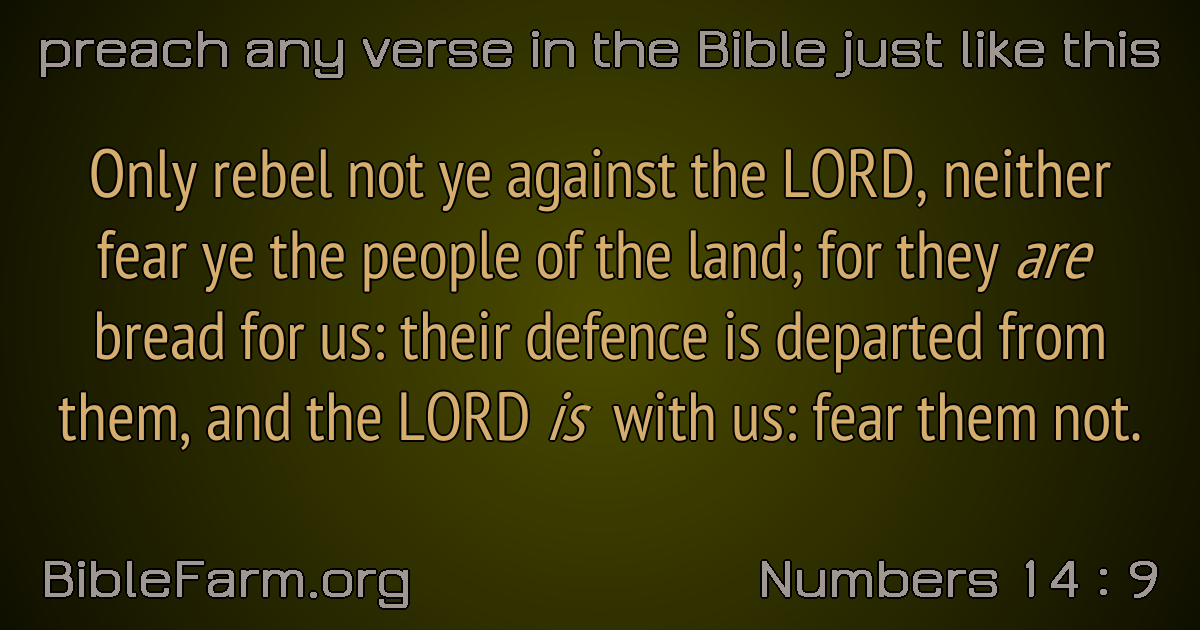 preach any verse in the Bible just like this
Only rebel not ye against the LORD, neither
fear ye the people of the land; for they are
bread for us: their defence is departed from
them, and the LORD is with us: fear them not.
BibleFarm.org
Numbers 14 : 9